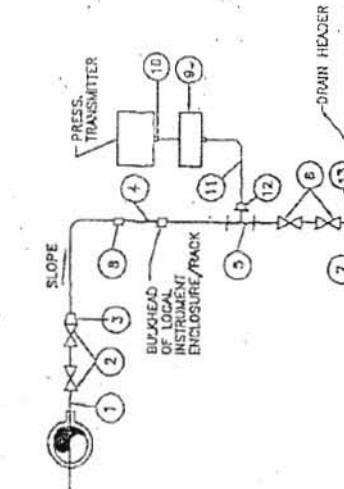 PRESS.
TRANSMITTER
10
9
SLOPE
4
11
12
8
BULKHEAD
OF LOCAL
INSTRUMENT
ENCLOSURE/RACK
3
2
1
5
6
13
7
DRAIN HEADER